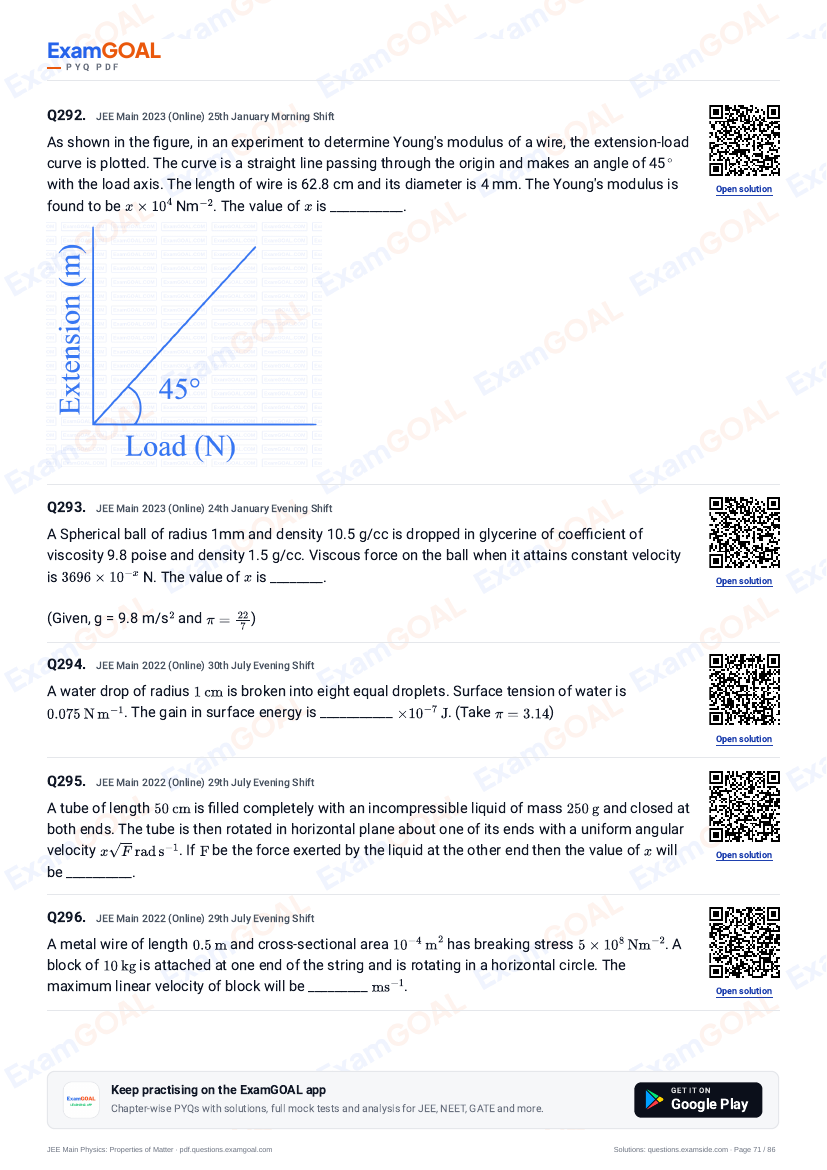 ExamGOAL
PYQ PDF
Q292. JEE Main 2023 (Online) 25th January Morning Shift
As shown in the figure, in an experiment to determine Young's modulus of a wire, the extension-load
curve is plotted. The curve is a straight line passing through the origin and makes an angle of 45°
with the load axis. The length of wire is 62.8 cm and its diameter is 4 mm. The Young's modulus is
found to be x × 10⁴ Nm⁻². The value of x is ___________.
Open solution
Extension (m)
45°
Load (N)
Q293. JEE Main 2023 (Online) 24th January Evening Shift
A Spherical ball of radius 1mm and density 10.5 g/cc is dropped in glycerine of coefficient of
viscosity 9.8 poise and density 1.5 g/cc. Viscous force on the ball when it attains constant velocity
is 3696 × 10⁻ˣ N. The value of x is ________.
Open solution
(Given, g = 9.8 m/s² and π = 22/7)
Q294. JEE Main 2022 (Online) 30th July Evening Shift
A water drop of radius 1 cm is broken into eight equal droplets. Surface tension of water is
0.075 N m⁻¹. The gain in surface energy is ___________ ×10⁻⁷ J. (Take π = 3.14)
Open solution
Q295. JEE Main 2022 (Online) 29th July Evening Shift
A tube of length 50 cm is filled completely with an incompressible liquid of mass 250 g and closed at
both ends. The tube is then rotated in horizontal plane about one of its ends with a uniform angular
velocity x√F rad s⁻¹. If F be the force exerted by the liquid at the other end then the value of x will
be __________.
Open solution
Q296. JEE Main 2022 (Online) 29th July Evening Shift
A metal wire of length 0.5 m and cross-sectional area 10⁻⁴ m² has breaking stress 5 × 10⁸ Nm⁻². A
block of 10 kg is attached at one end of the string and is rotating in a horizontal circle. The
maximum linear velocity of block will be _________ ms⁻¹.
Open solution
Keep practising on the ExamGOAL app
Chapter-wise PYQs with solutions, full mock tests and analysis for JEE, NEET, GATE and more.
GET IT ON
Google Play
JEE Main Physics: Properties of Matter · pdf.questions.examgoal.com
Solutions: questions.examside.com · Page 71 / 86